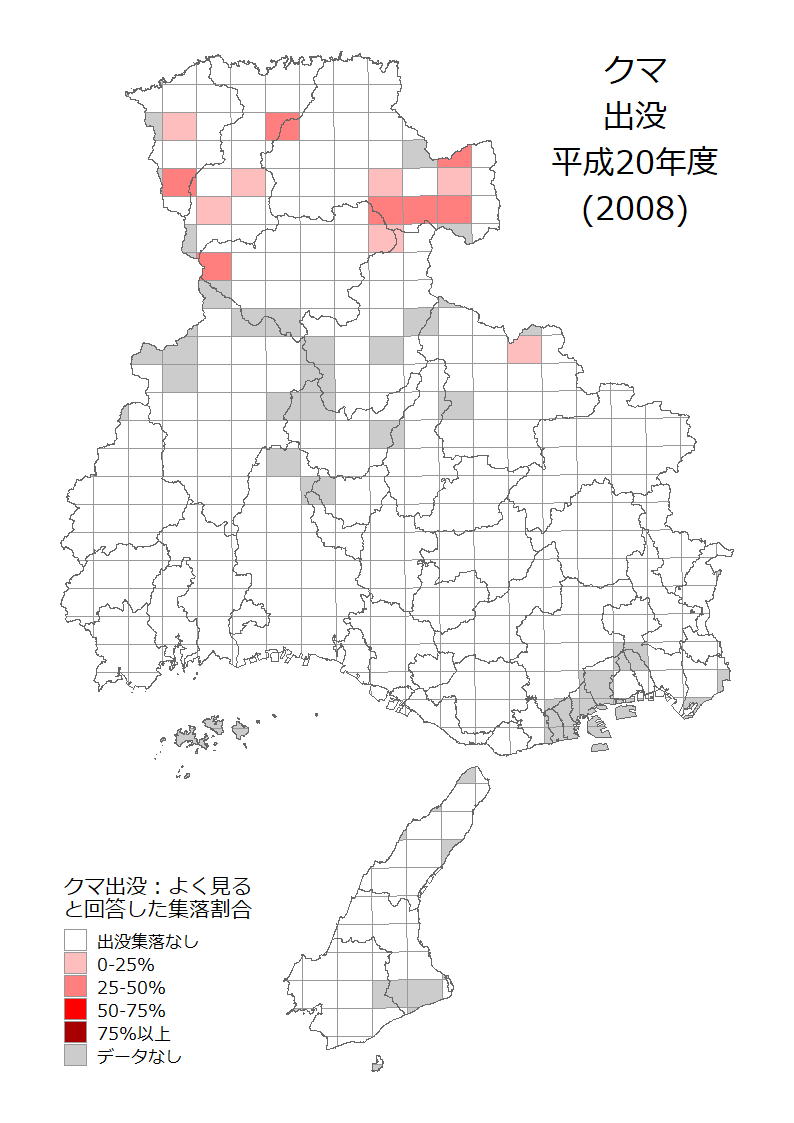 クマ
出没
平成20年度
(2008)
クマ出没：よく見る
と回答した集落割合
出没集落なし
0-25%
25-50%
50-75%
75%以上
データなし